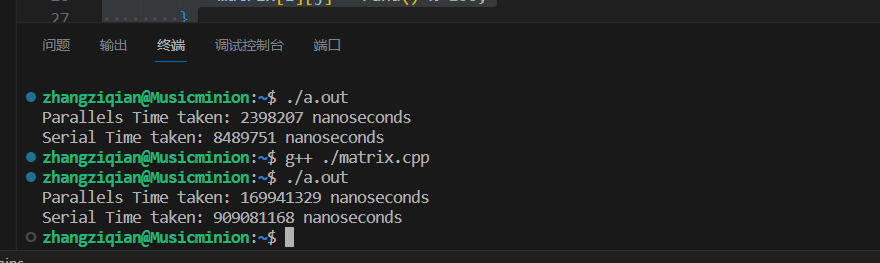 27
}
问题 输出 终端 调试控制台 端口
zhangziqian@Musicminion:~$ ./a.out
Parallels Time taken: 2398207 nanoseconds
Serial Time taken: 8489751 nanoseconds
zhangziqian@Musicminion:~$ g++ ./matrix.cpp
zhangziqian@Musicminion:~$ ./a.out
Parallels Time taken: 169941329 nanoseconds
Serial Time taken: 909081168 nanoseconds
zhangziqian@Musicminion:~$